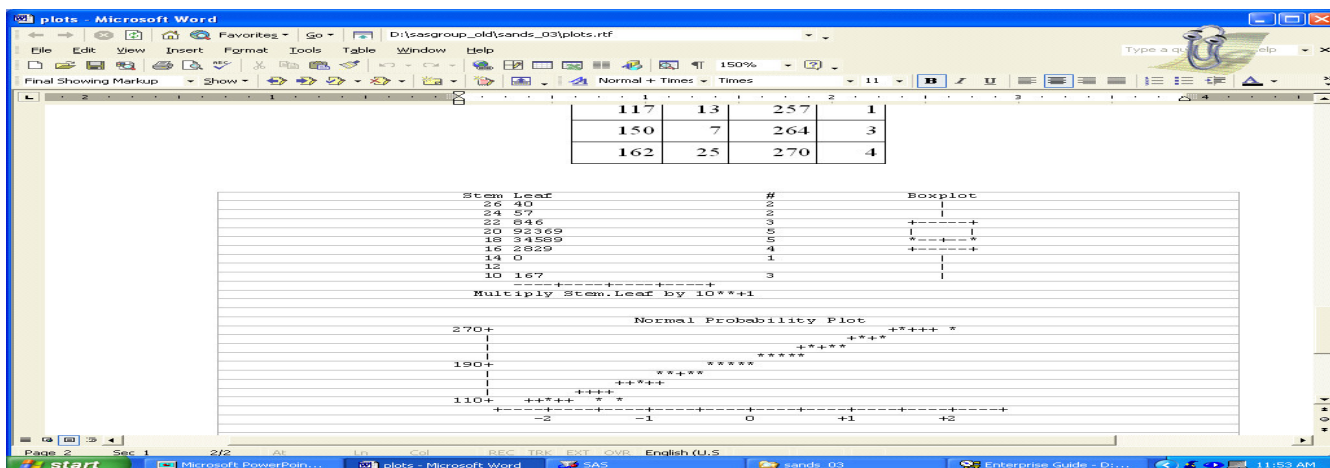 plots - Microsoft Word
Favorites Go D:\sasgroup_old\sands_03\plots.rtf
File Edit View Insert Format Tools Table Window Help
150%
Final Showing Markup Show Normal + Times Times 11 B I U
117 13 257 1
150 7 264 3
162 25 270 4
Stem Leaf # Boxplot
26 40 2 |
24 57 2 |
22 846 3 +-----+
20 92369 5 | |
18 34589 5 *--+--*
16 2829 4 +-----+
14 0 1 |
12 |
10 167 3 |
----+----+----+----+
Multiply Stem.Leaf by 10**+1
Normal Probability Plot
270+ +*+++ *
| +*+*
| +*+**
| *****
190+ *****
| **+**
| ++*++
| ++++
110+ ++*++ * *
+----+----+----+----+----+----+----+----+----+----+
-2 -1 0 +1 +2
Page 2 Sec 1 2/2 At Ln Col REC TRK EXT OVR English (U.S
start Microsoft PowerPoin... plots - Microsoft Word SAS sands_03 Enterprise Guide - D:... 11:53 AM